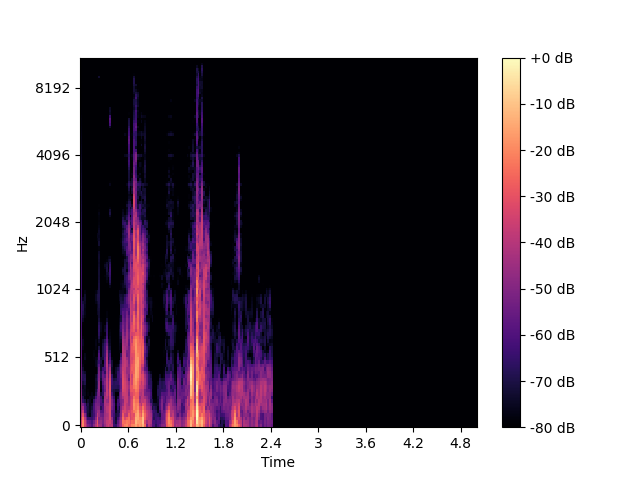 +0 dB
8192
-10 dB
4096
-20 dB
-30 dB
2048
Hz
-40 dB
1024
-50 dB
-60 dB
512
-70 dB
0
-80 dB
0 0.6 1.2 1.8 2.4 3 3.6 4.2 4.8
Time